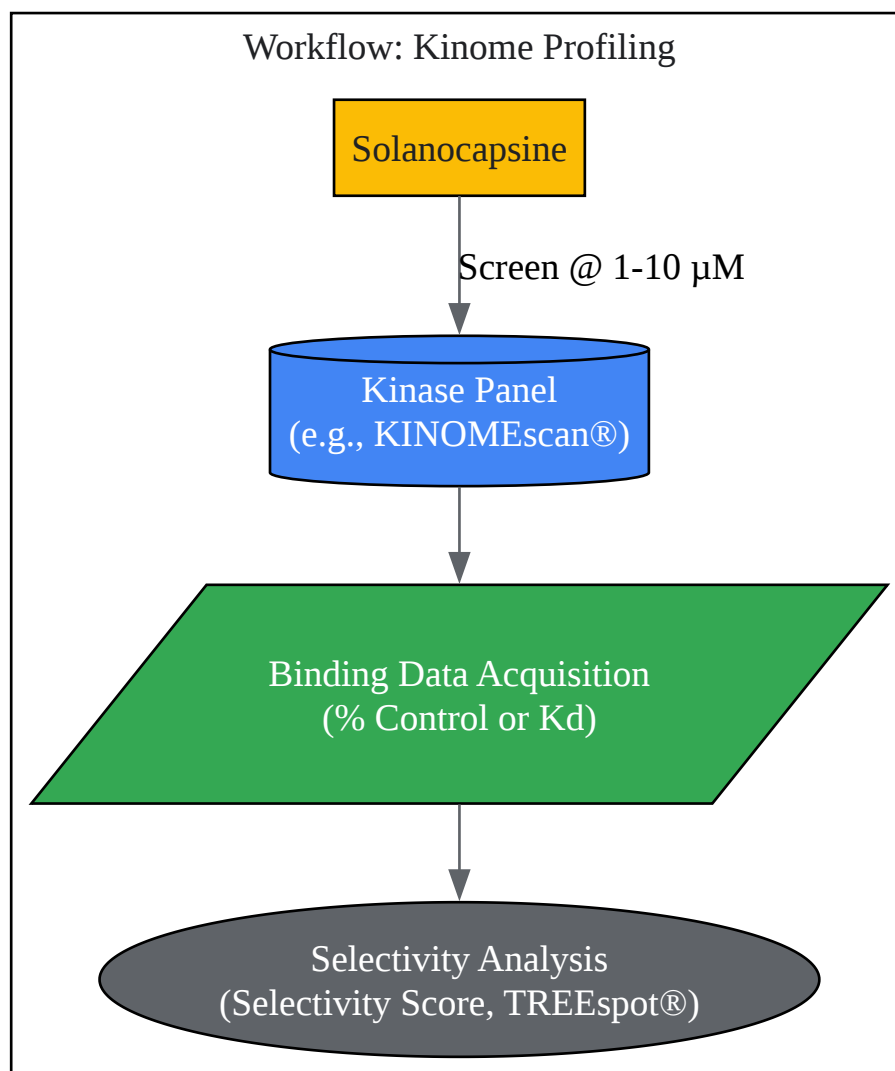 Workflow: Kinome Profiling
Solanocapsine
Screen @ 1-10 µM
Kinase Panel
(e.g., KINOMEscan®)
Binding Data Acquisition
(% Control or Kd)
Selectivity Analysis
(Selectivity Score, TREEspot®)